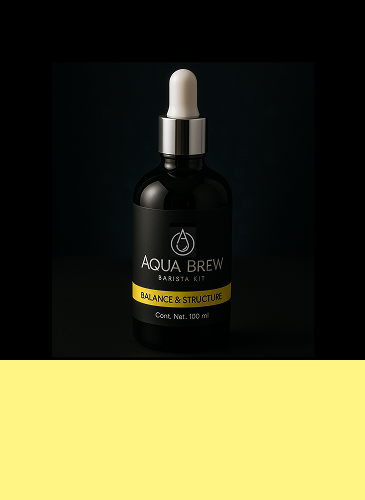 AQUA BREW
BARISTA KIT
BALANCE & STRUCTURE
Cont. Net. 100 ml